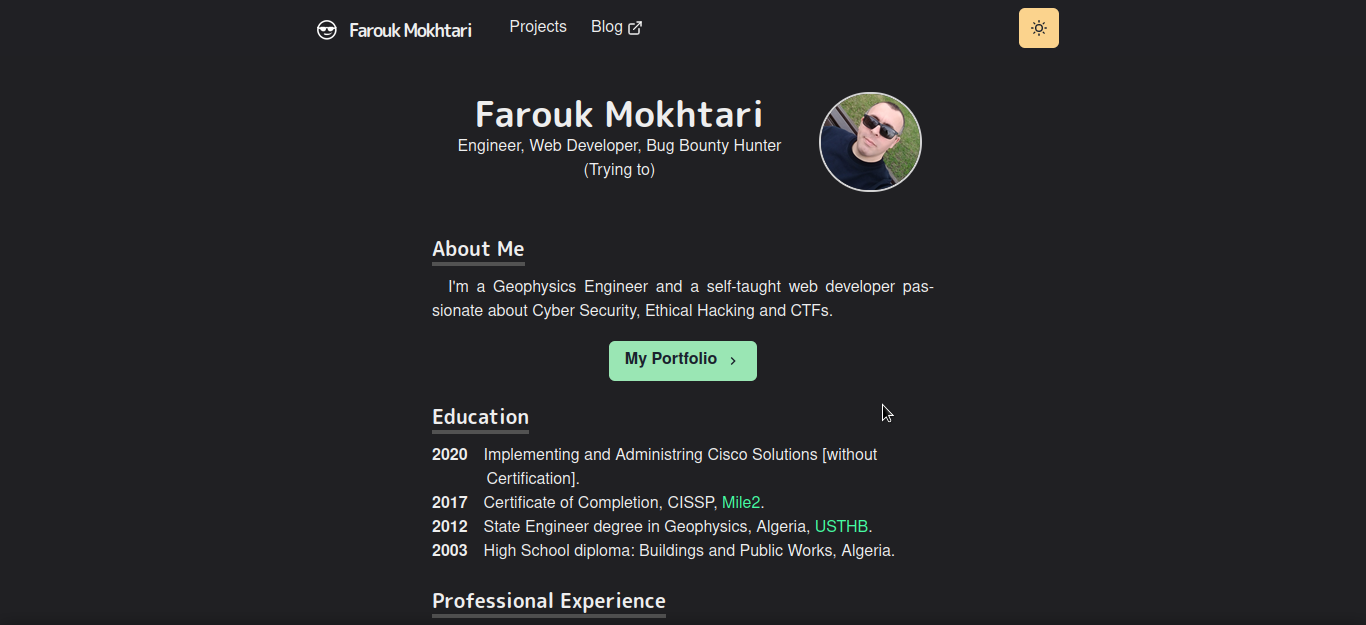 Farouk Mokhtari Projects Blog
Farouk Mokhtari
Engineer, Web Developer, Bug Bounty Hunter
(Trying to)
About Me
I'm a Geophysics Engineer and a self-taught web developer pas-
sionate about Cyber Security, Ethical Hacking and CTFs.
My Portfolio
Education
2020 Implementing and Administring Cisco Solutions [without
Certification].
2017 Certificate of Completion, CISSP, Mile2.
2012 State Engineer degree in Geophysics, Algeria, USTHB.
2003 High School diploma: Buildings and Public Works, Algeria.
Professional Experience